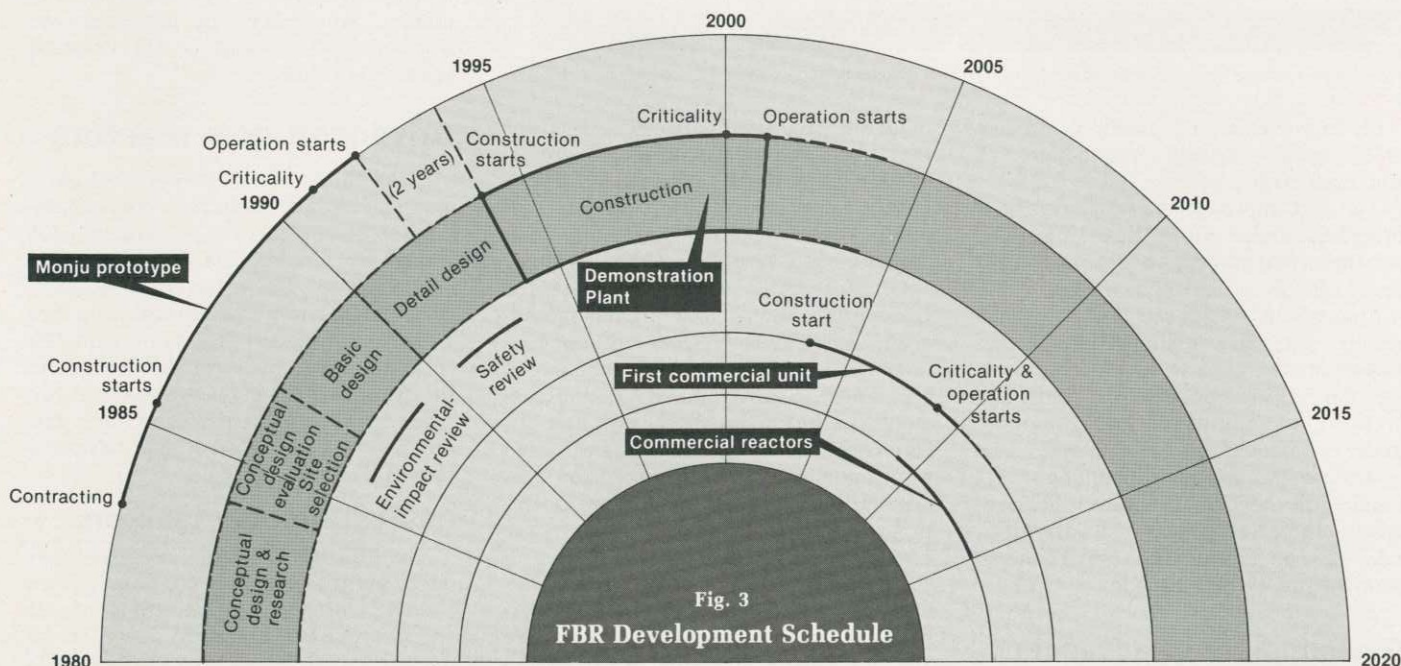 2000
1995
2005
Criticality
Operation starts
Construction
starts
Operation starts
Criticality
1990
(2 years)
Construction
2010
Monju prototype
Detail design
Demonstration
Plant
Construction
start
Construction
starts
1985
Basic
design
Safety
review
First commercial unit
Criticality &
operation
starts
2015
Conceptual
design
evaluation
Site
selection
Environmental-
impact review
Commercial reactors
Contracting
Conceptual
design &
research
Fig. 3
FBR Development Schedule
1980
2020